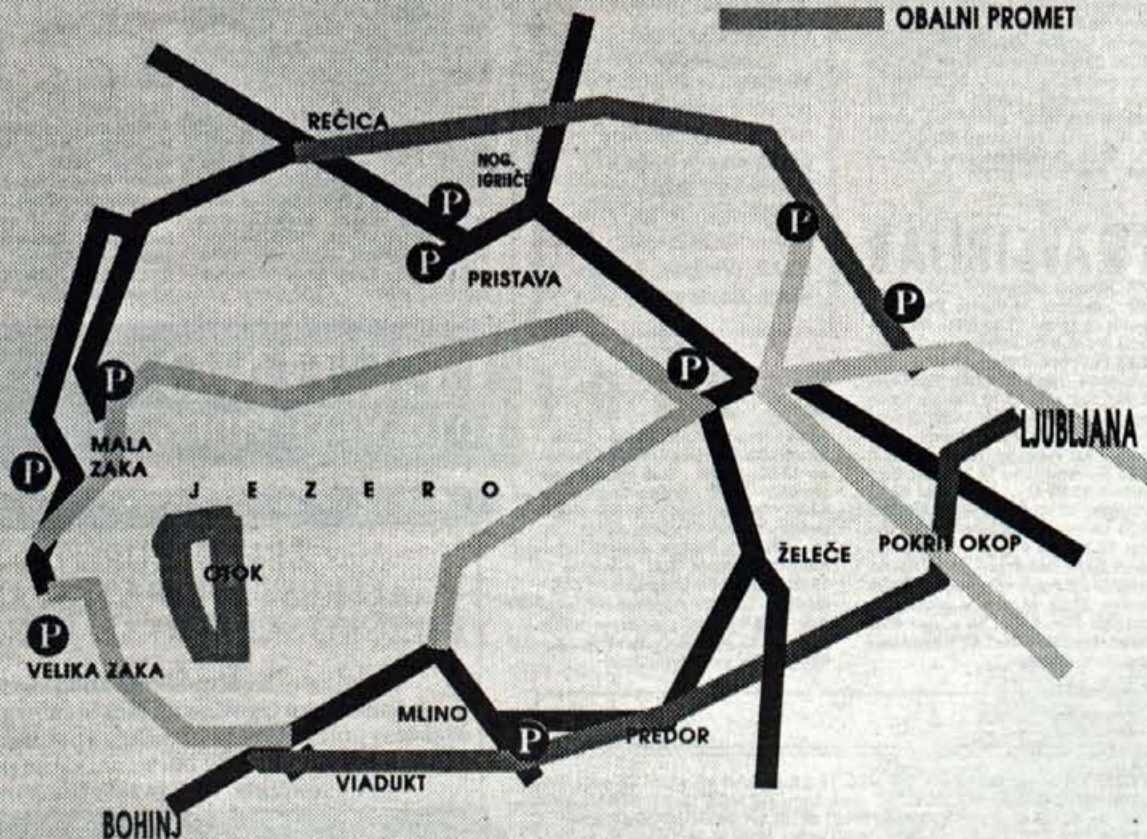 OBALNI PROMET
REČICA
NOG.
IGRIŠČE
P
P
PRISTAVA
P
P
P
P
MALA
ZAKA
P
LJUBLJANA
J E Z E R O
OTOK
ŽELEČE
POKRIT OKOP
P
VELIKA ZAKA
MLINO
P
PREDOR
VIADUKT
BOHINJ